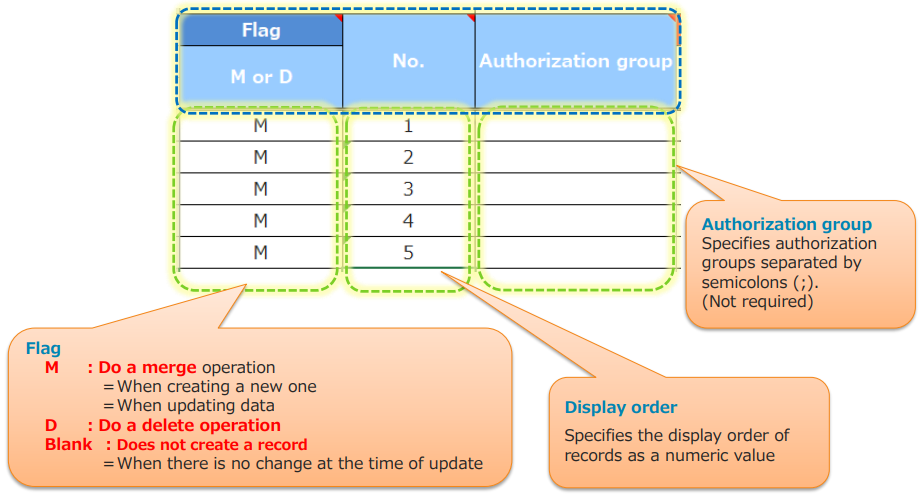 Flag
M or D
No.
Authorization group
M 1
M 2
M 3
M 4
M 5
Authorization group
Specifies authorization
groups separated by
semicolons (;).
(Not required)
Flag
M : Do a merge operation
=When creating a new one
=When updating data
D : Do a delete operation
Blank : Does not create a record
=When there is no change at the time of update
Display order
Specifies the display order of
records as a numeric value